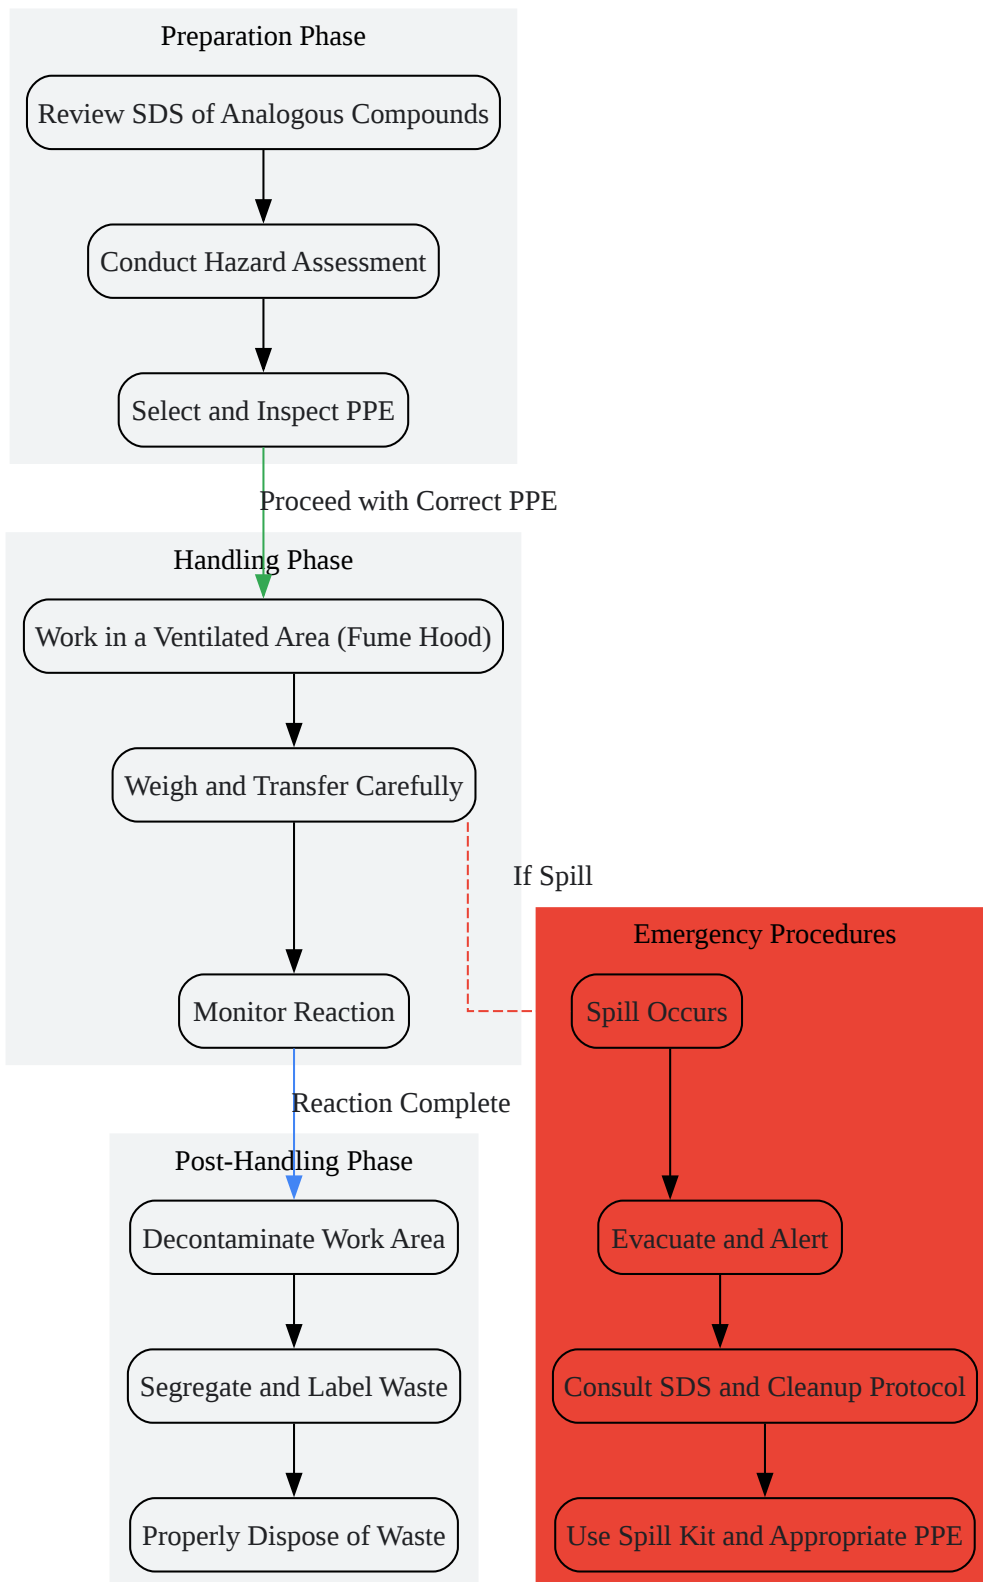 Preparation Phase
Review SDS of Analogous Compounds
Conduct Hazard Assessment
Select and Inspect PPE
Proceed with Correct PPE
Handling Phase
Work in a Ventilated Area (Fume Hood)
Weigh and Transfer Carefully
If Spill
Monitor Reaction
Reaction Complete
Post-Handling Phase
Decontaminate Work Area
Segregate and Label Waste
Properly Dispose of Waste
Emergency Procedures
Spill Occurs
Evacuate and Alert
Consult SDS and Cleanup Protocol
Use Spill Kit and Appropriate PPE